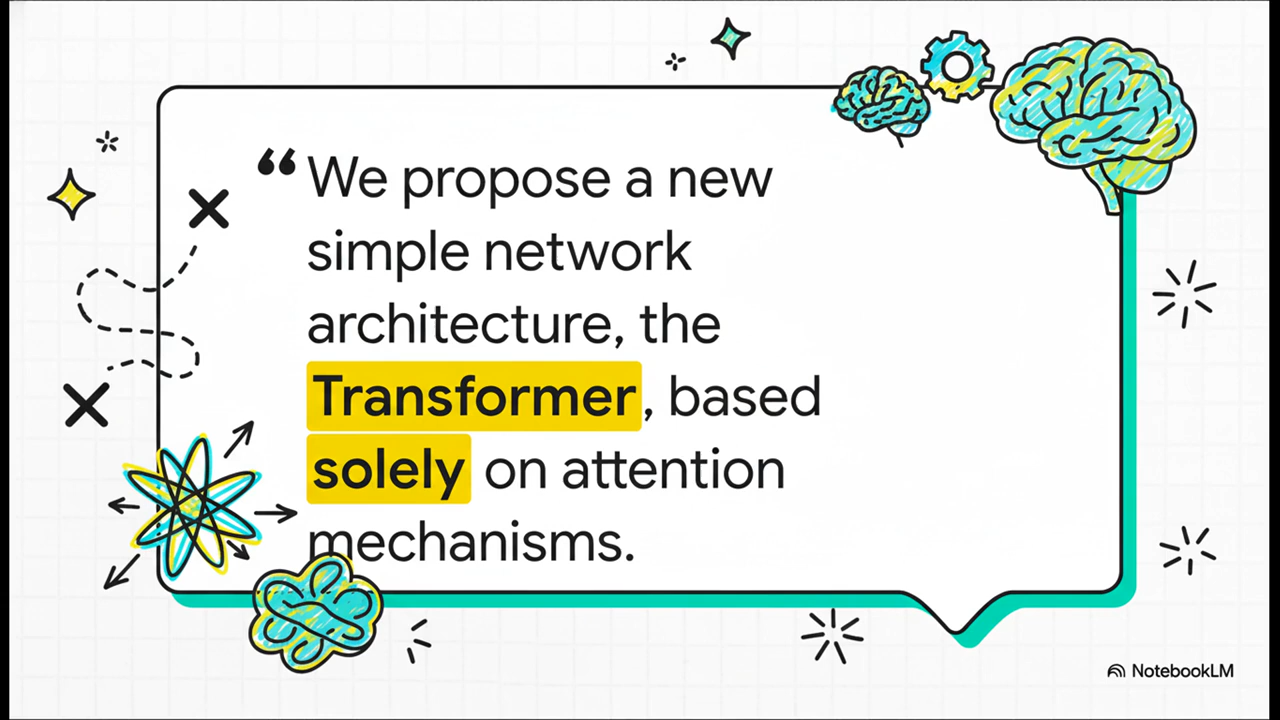 “We propose a new
simple network
architecture, the
Transformer, based
solely on attention
mechanisms.
NotebookLM